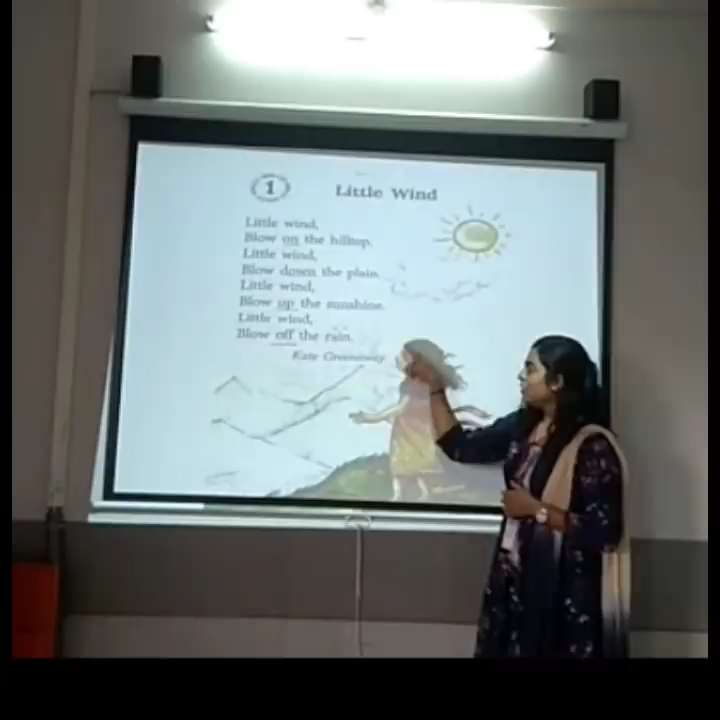 1
Little Wind
Little wind,
Blow on the hilltop,
Little wind,
Blow down the plain.
Little wind,
Blow up the sunshine.
Little wind,
Blow off the rain.
Kate Greenaway